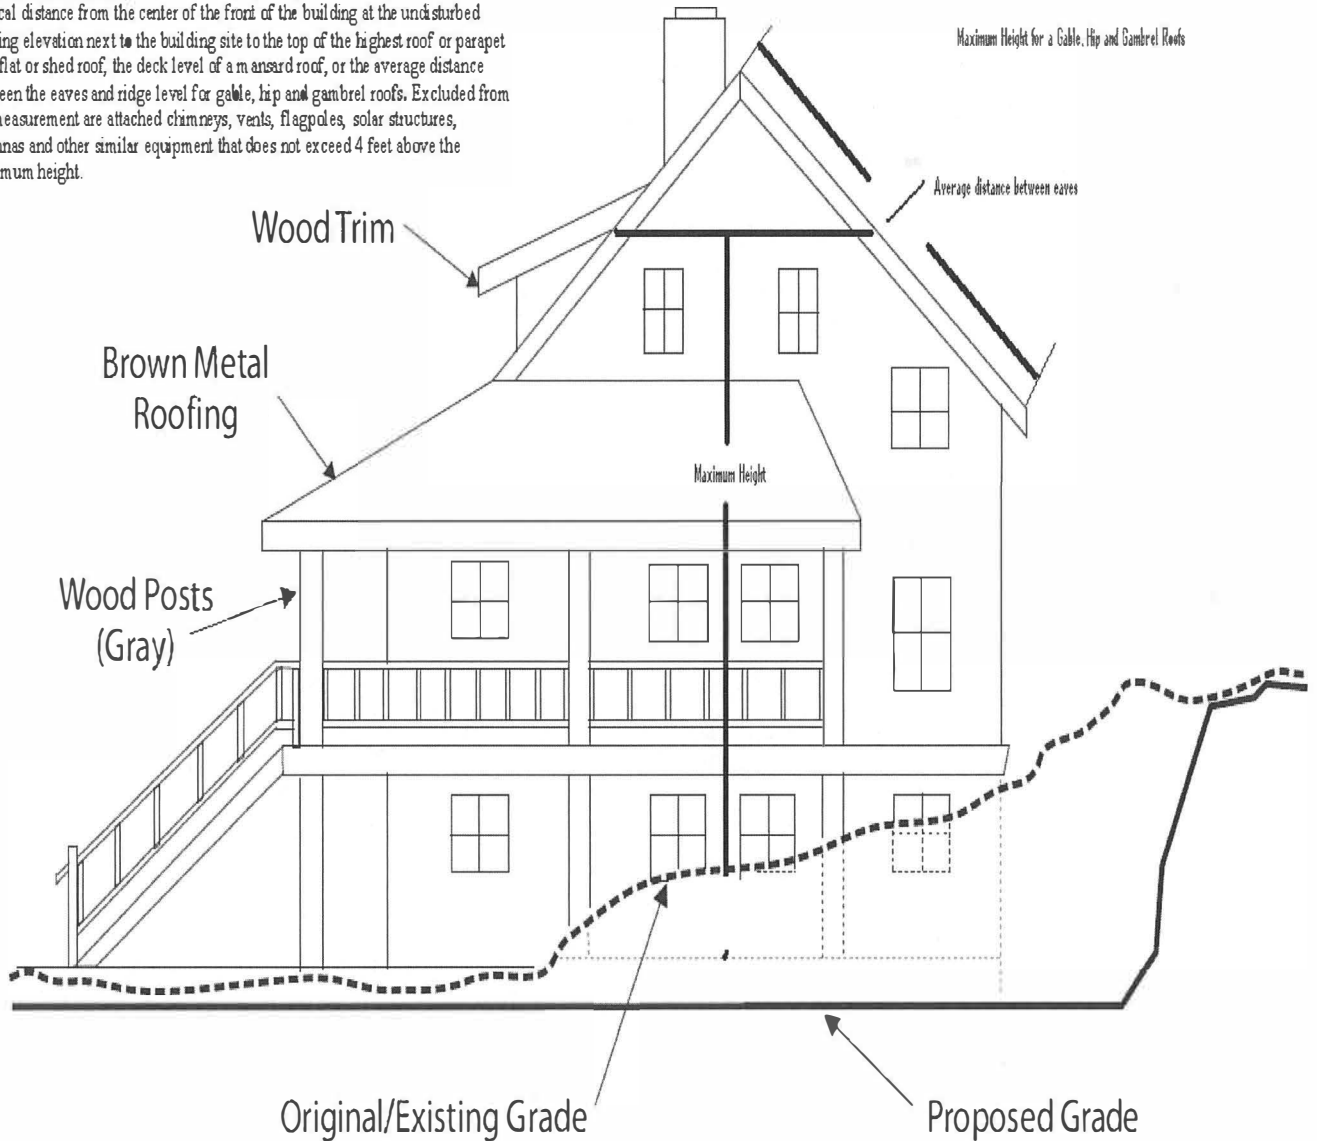 cal distance from the center of the front of the building at the undisturbed
ing elevation next to the building site to the top of the highest roof or parapet
flat or shed roof, the deck level of a mansard roof, or the average distance
een the eaves and ridge level for gable, hip and gambrel roofs. Excluded from
easurement are attached chimneys, vents, flagpoles, solar structures,
nnas and other similar equipment that does not exceed 4 feet above the
mum height.
Maximum Height for a Gable, Hip and Gambrel Roofs
Average distance between eaves
Wood Trim
Brown Metal
Roofing
Maximum Height
Wood Posts
(Gray)
Original/Existing Grade
Proposed Grade